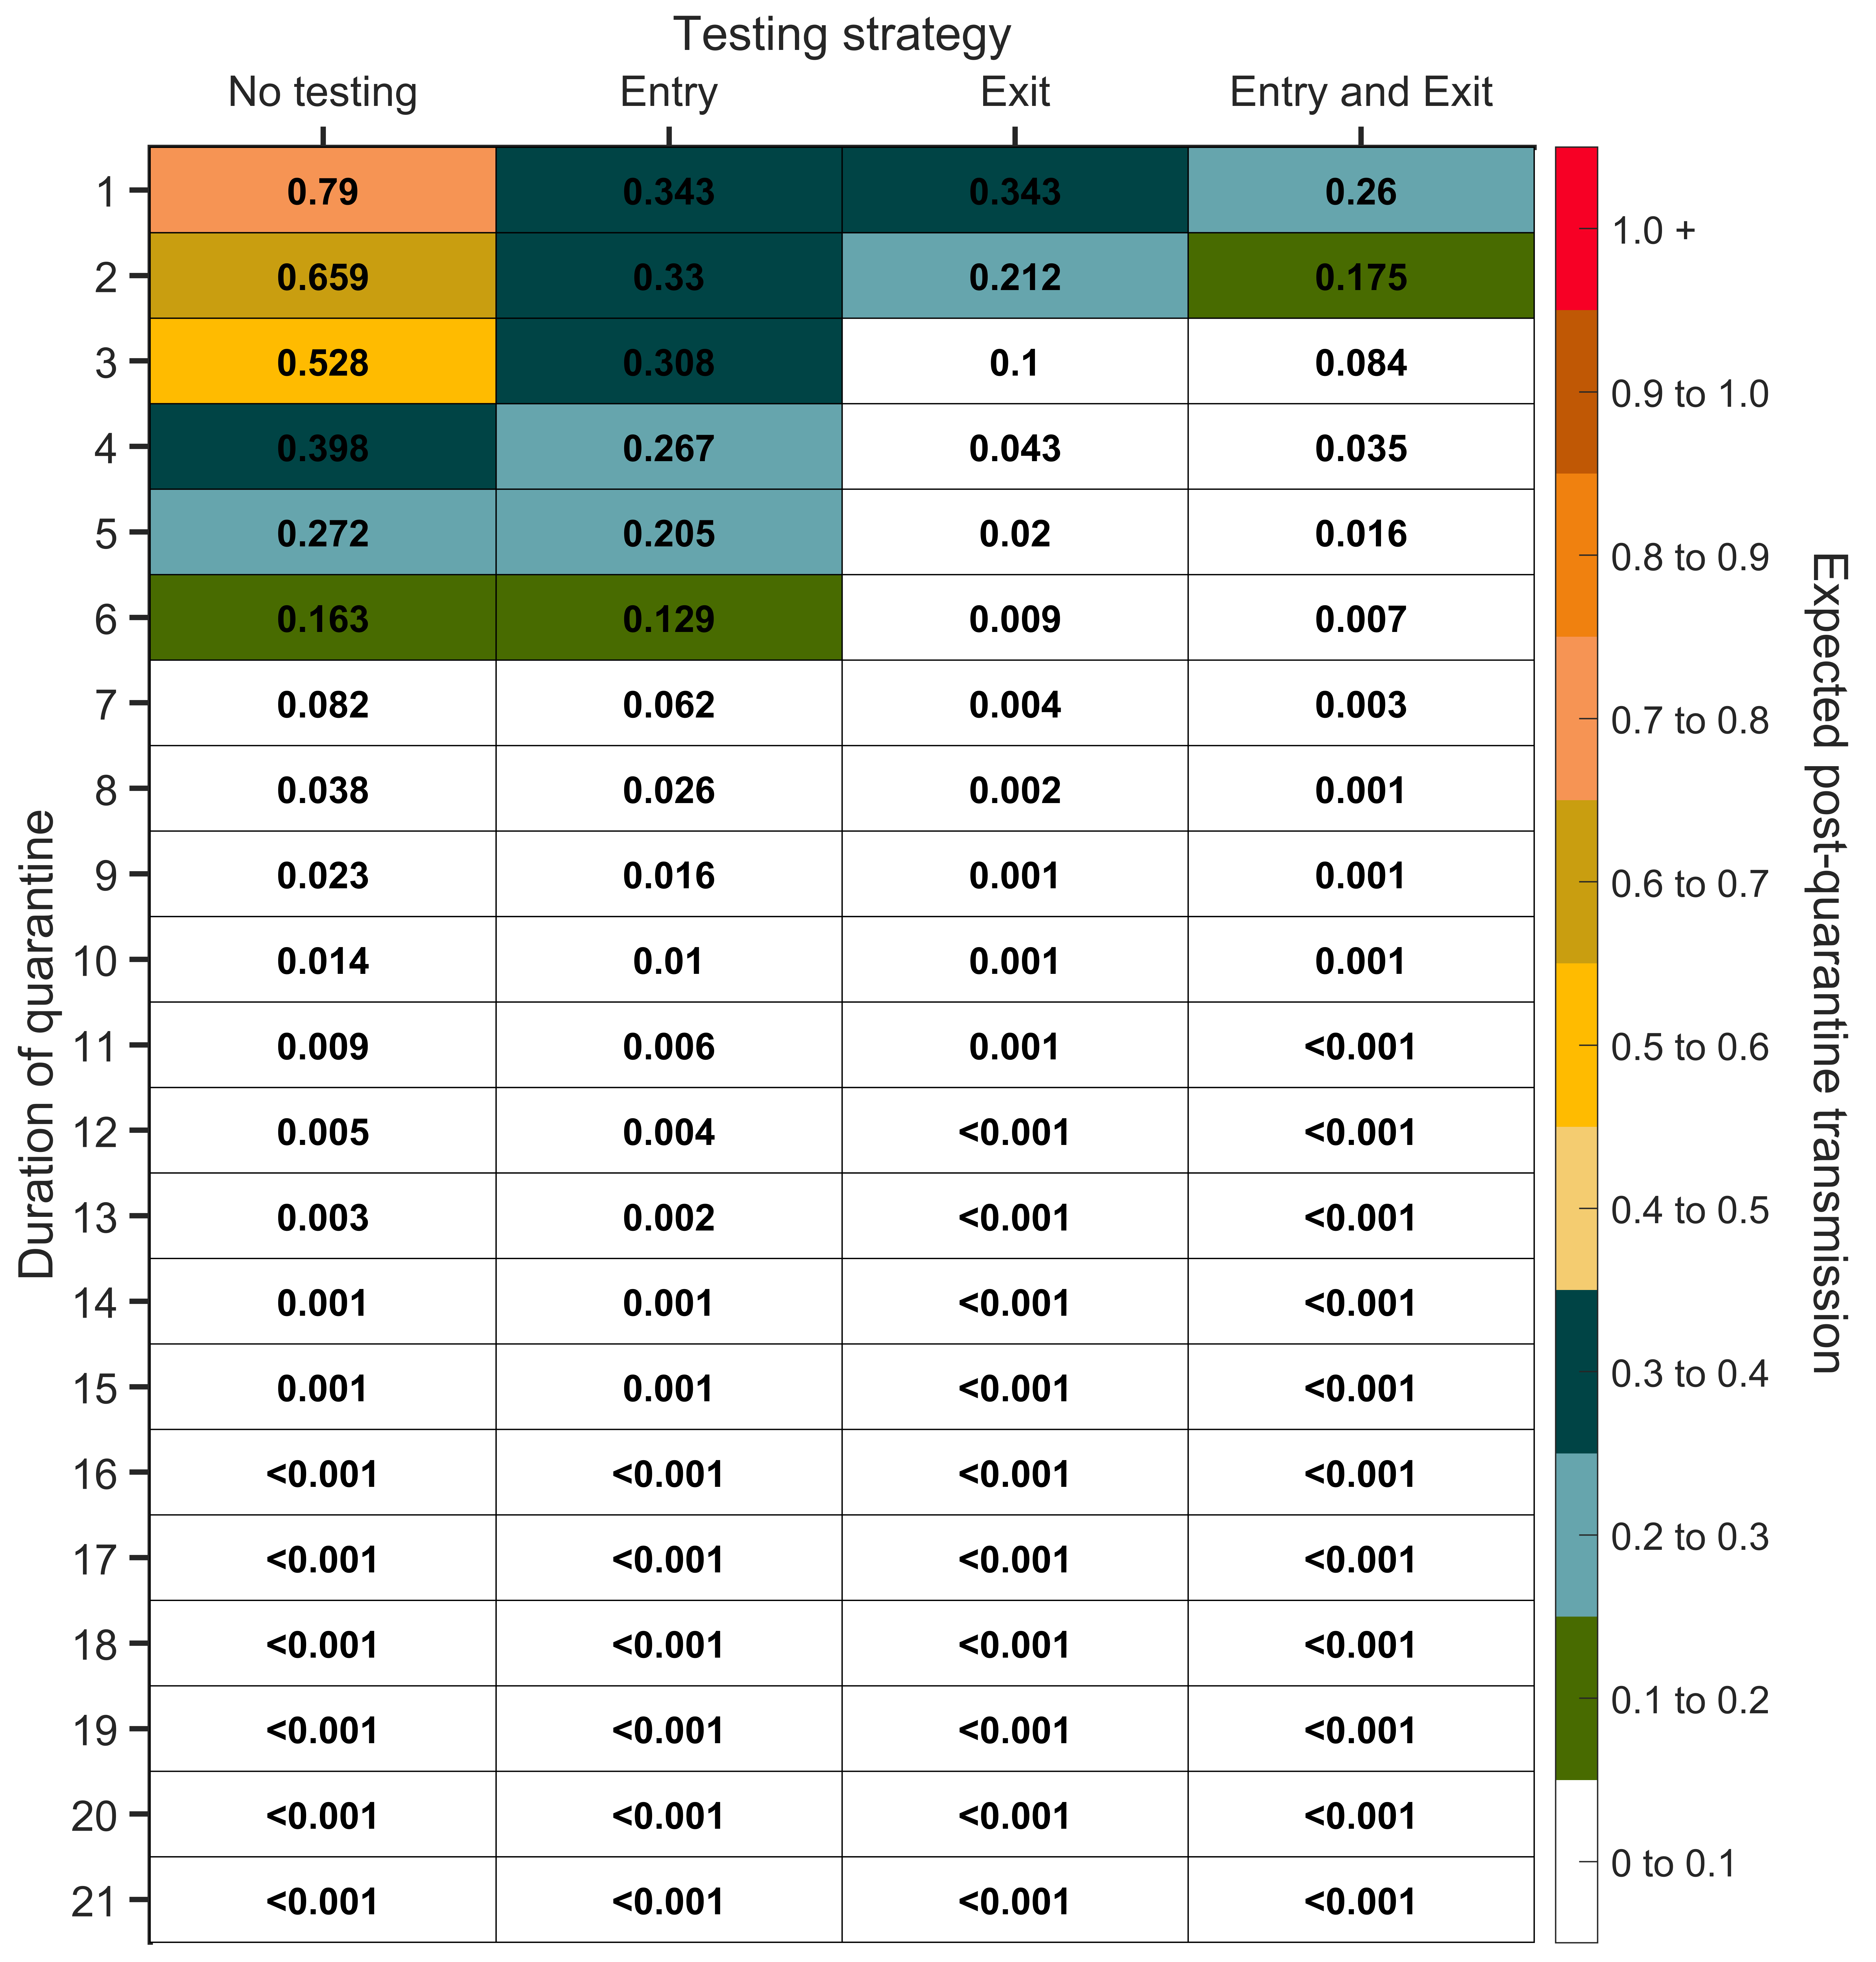 Testing strategy
No testing Entry Exit Entry and Exit
1 0.79 0.343 0.343 0.26
2 0.659 0.33 0.212 0.175
3 0.528 0.308 0.1 0.084
4 0.398 0.267 0.043 0.035
5 0.272 0.205 0.02 0.016
6 0.163 0.129 0.009 0.007
7 0.082 0.062 0.004 0.003
8 0.038 0.026 0.002 0.001
9 0.023 0.016 0.001 0.001
10 0.014 0.01 0.001 0.001
11 0.009 0.006 0.001 <0.001
12 0.005 0.004 <0.001 <0.001
13 0.003 0.002 <0.001 <0.001
14 0.001 0.001 <0.001 <0.001
15 0.001 0.001 <0.001 <0.001
16 <0.001 <0.001 <0.001 <0.001
17 <0.001 <0.001 <0.001 <0.001
18 <0.001 <0.001 <0.001 <0.001
19 <0.001 <0.001 <0.001 <0.001
20 <0.001 <0.001 <0.001 <0.001
21 <0.001 <0.001 <0.001 <0.001
Duration of quarantine
1.0 +
0.9 to 1.0
0.8 to 0.9
0.7 to 0.8
0.6 to 0.7
0.5 to 0.6
0.4 to 0.5
0.3 to 0.4
0.2 to 0.3
0.1 to 0.2
0 to 0.1
Expected post-quarantine transmission